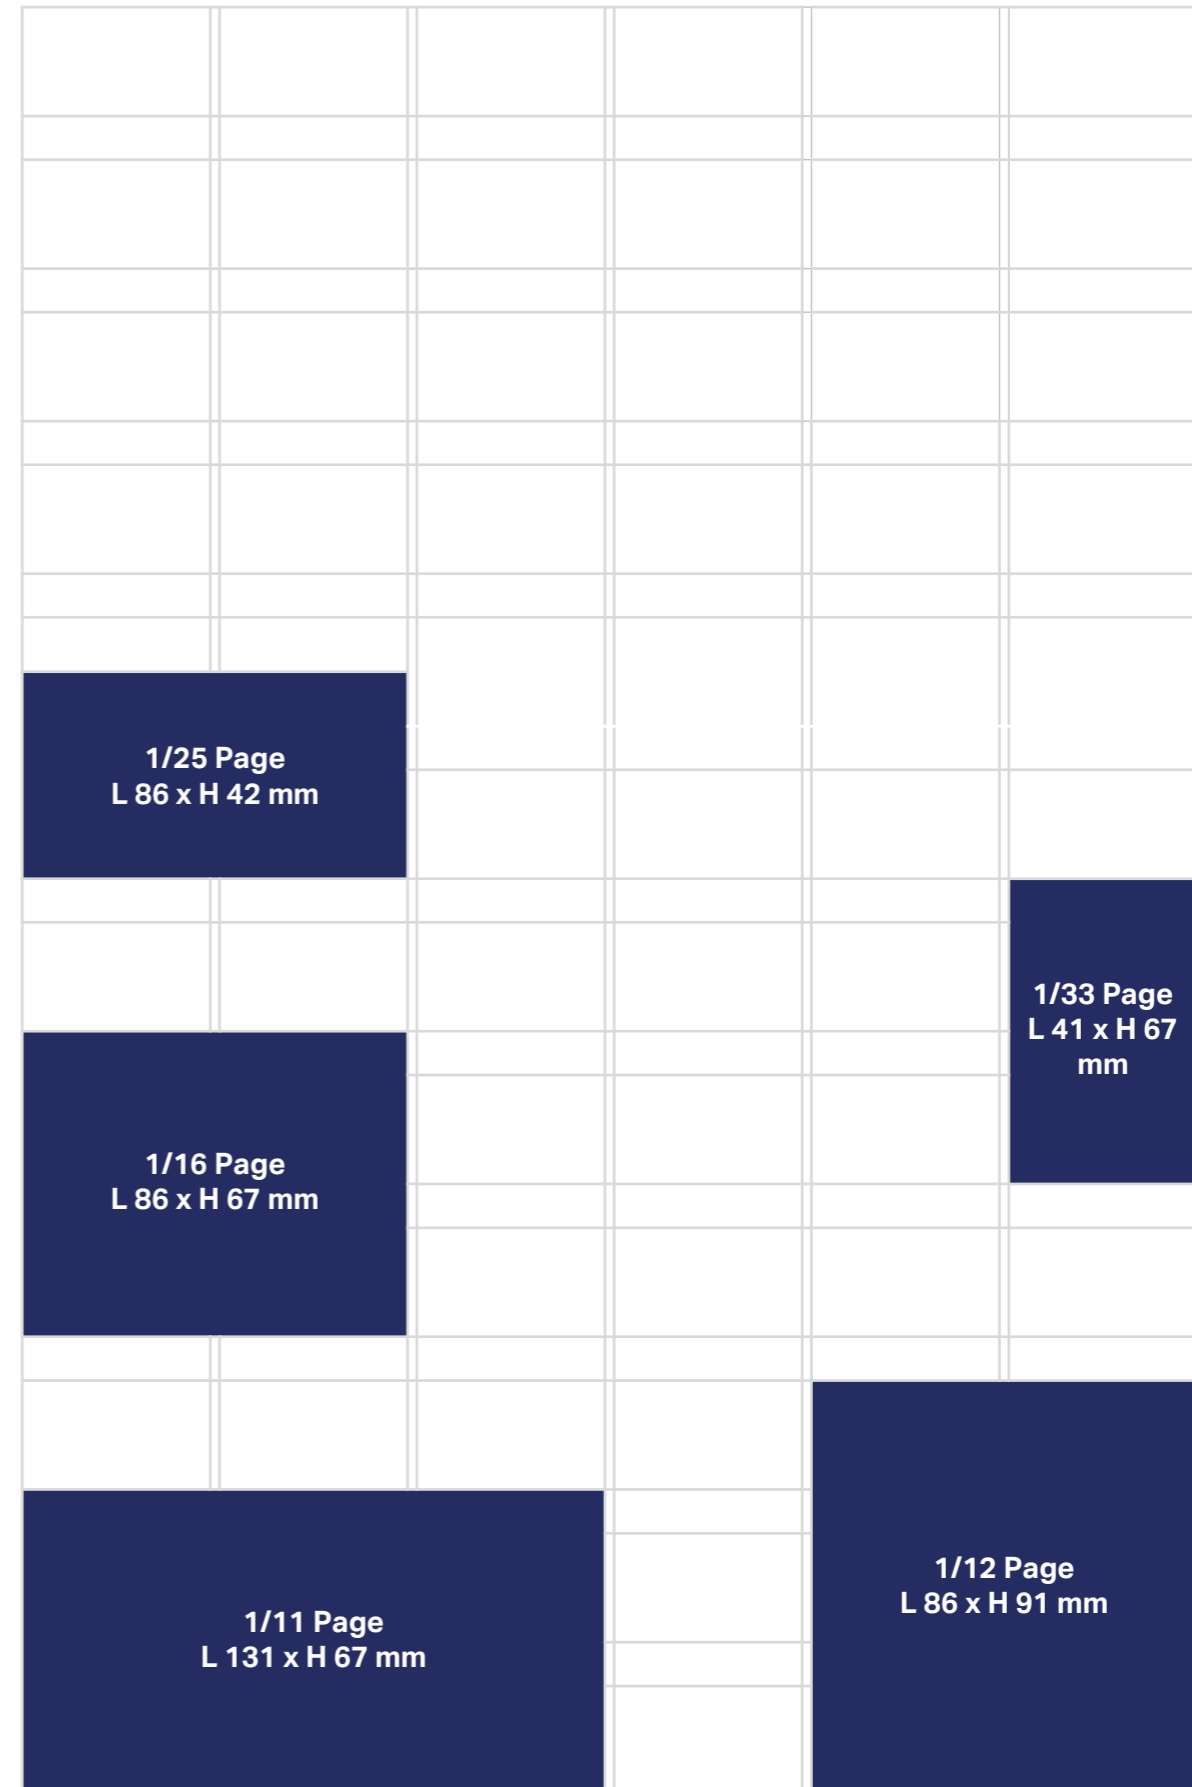 1/25 Page
L 86 x H 42 mm
1/33 Page
L 41 x H 67
mm
1/16 Page
L 86 x H 67 mm
1/12 Page
L 86 x H 91 mm
1/11 Page
L 131 x H 67 mm